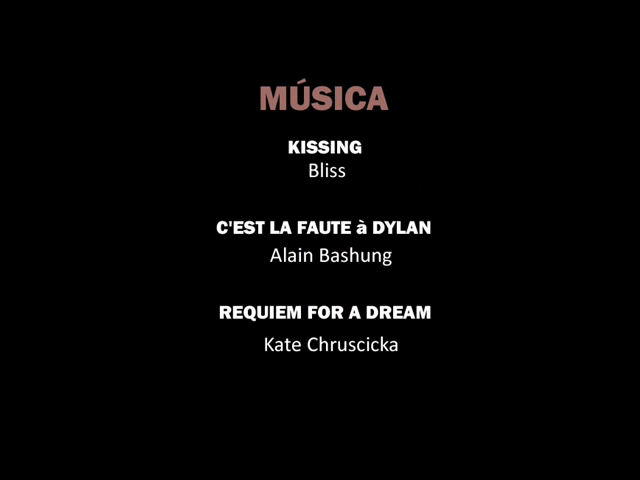 MÚSICA
KISSING
Bliss
C'EST LA FAUTE à DYLAN
Alain Bashung
REQUIEM FOR A DREAM
Kate Chruscicka